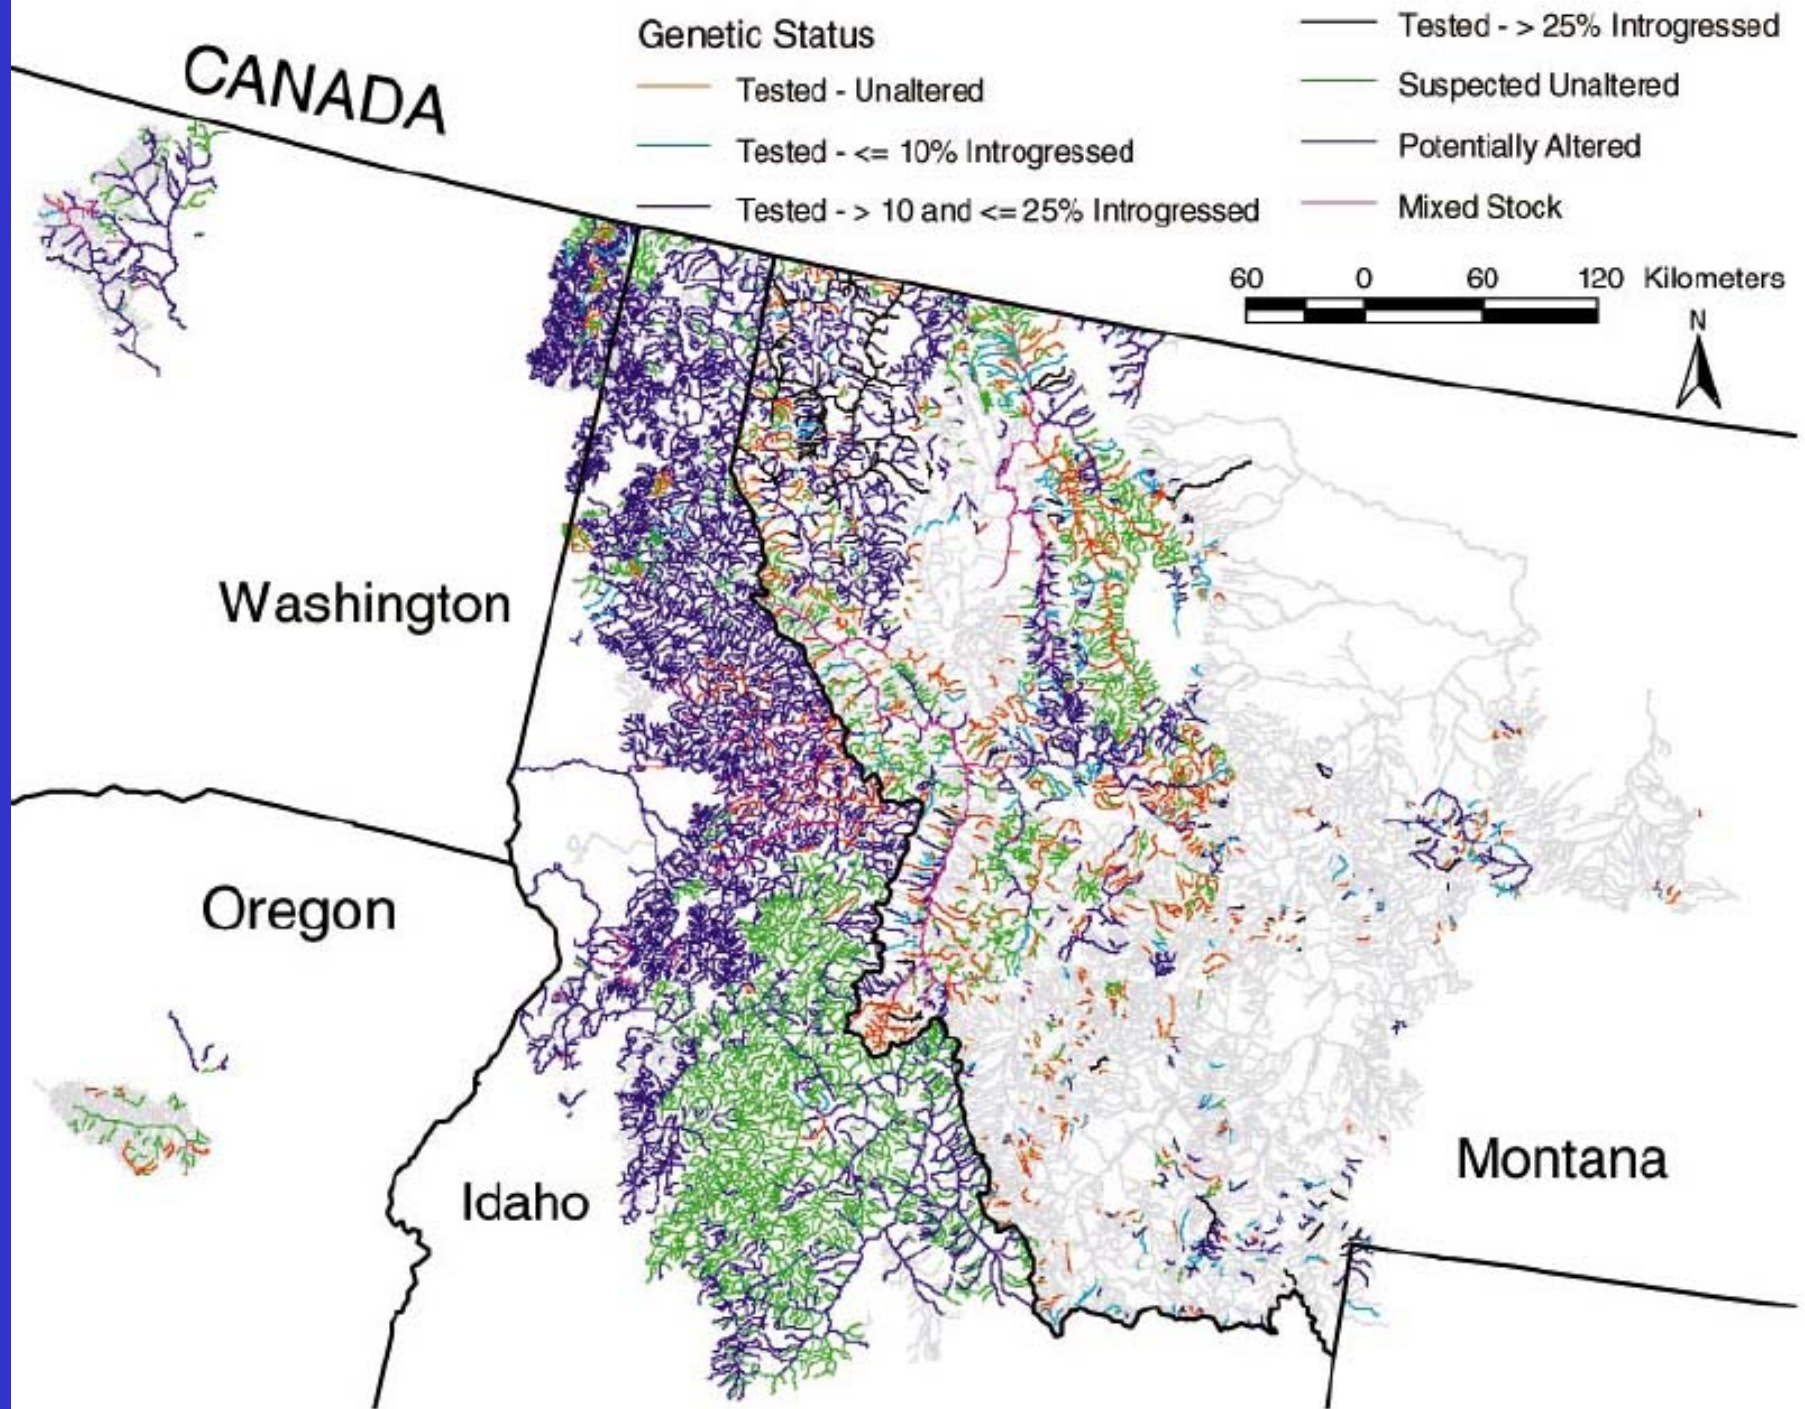 CANADA
Genetic Status
Tested - Unaltered
Tested - <= 10% Introgressed
Tested - > 10 and <= 25% Introgressed
Tested - > 25% Introgressed
Suspected Unaltered
Potentially Altered
Mixed Stock
60 0 60 120 Kilometers
N
Washington
Oregon
Idaho
Montana